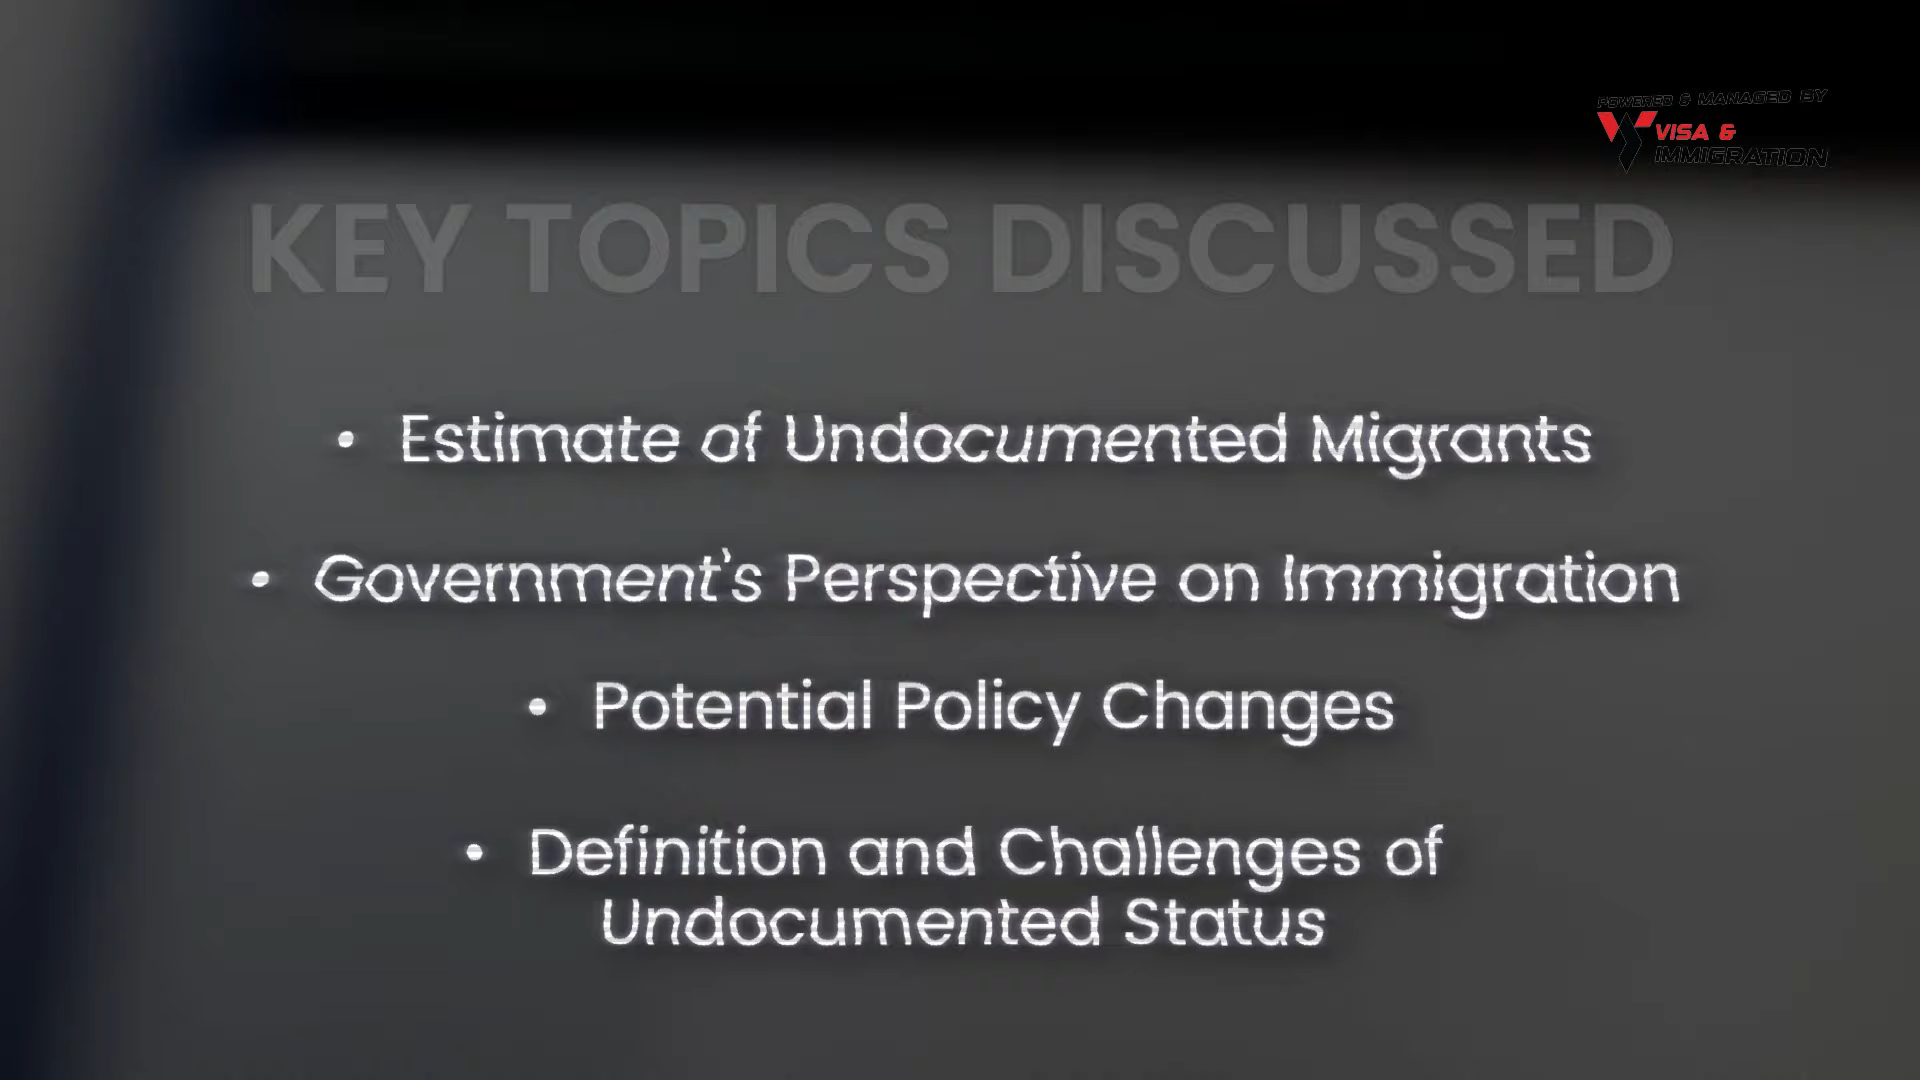 POWERED & MANAGED BY
VISA &
IMMIGRATION
KEY TOPICS DISCUSSED
• Estimate of Undocumented Migrants
• Government's Perspective on Immigration
• Potential Policy Changes
• Definition and Challenges of
Undocumented Status